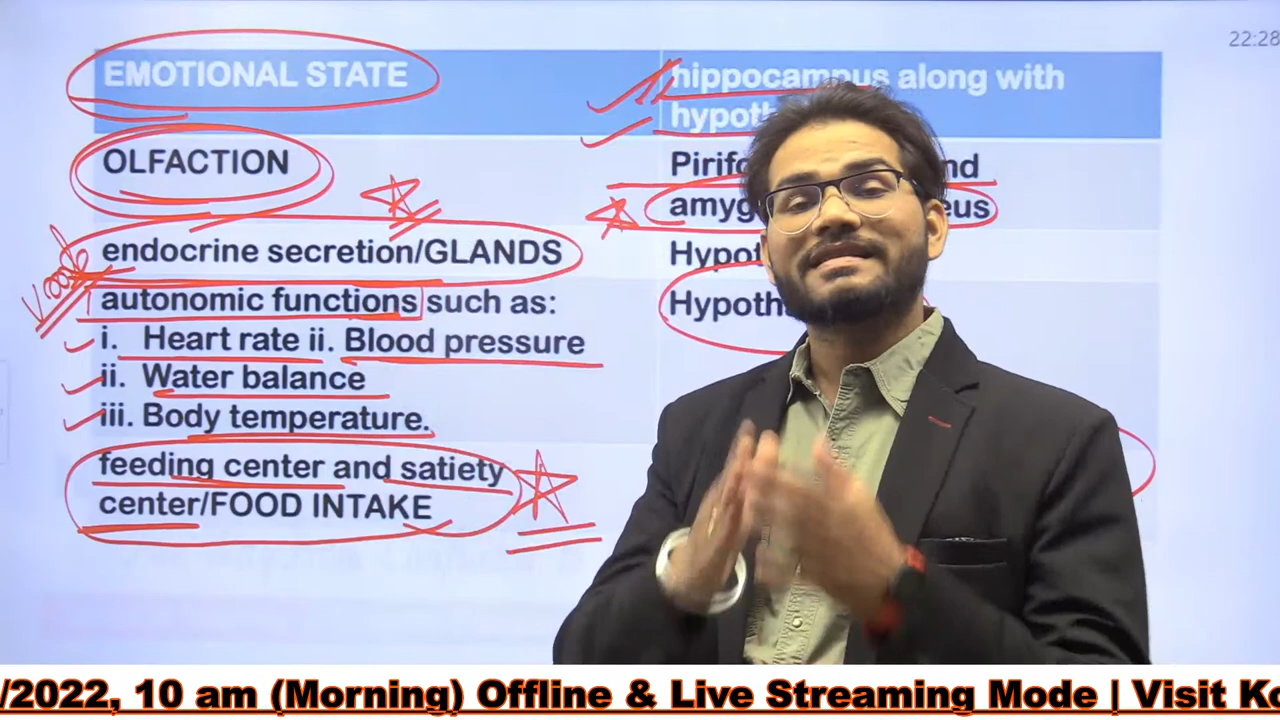 22:28
EMOTIONAL STATE
hippocampus along with
OLFACTION
endocrine secretion/GLANDS
autonomic functions such as:
i. Heart rate ii. Blood pressure
ii. Water balance
iii. Body temperature.
feeding center and satiety
center/FOOD INTAKE
/2022, 10 am (Morning) Offline & Live Streaming Mode | Visit